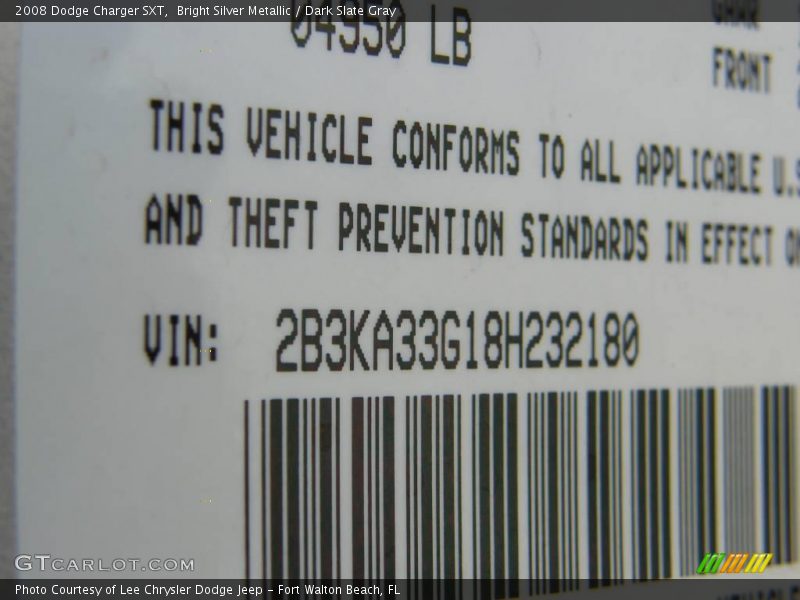 2008 Dodge Charger SXT,  Bright Silver Metallic / Dark Slate Gray
04950 LB
FRONT
THIS VEHICLE CONFORMS TO ALL APPLICABLE U.S
AND THEFT PREVENTION STANDARDS IN EFFECT ON
VIN: 2B3KA33G18H232180
GTCARLOT.COM
Photo Courtesy of Lee Chrysler Dodge Jeep – Fort Walton Beach, FL